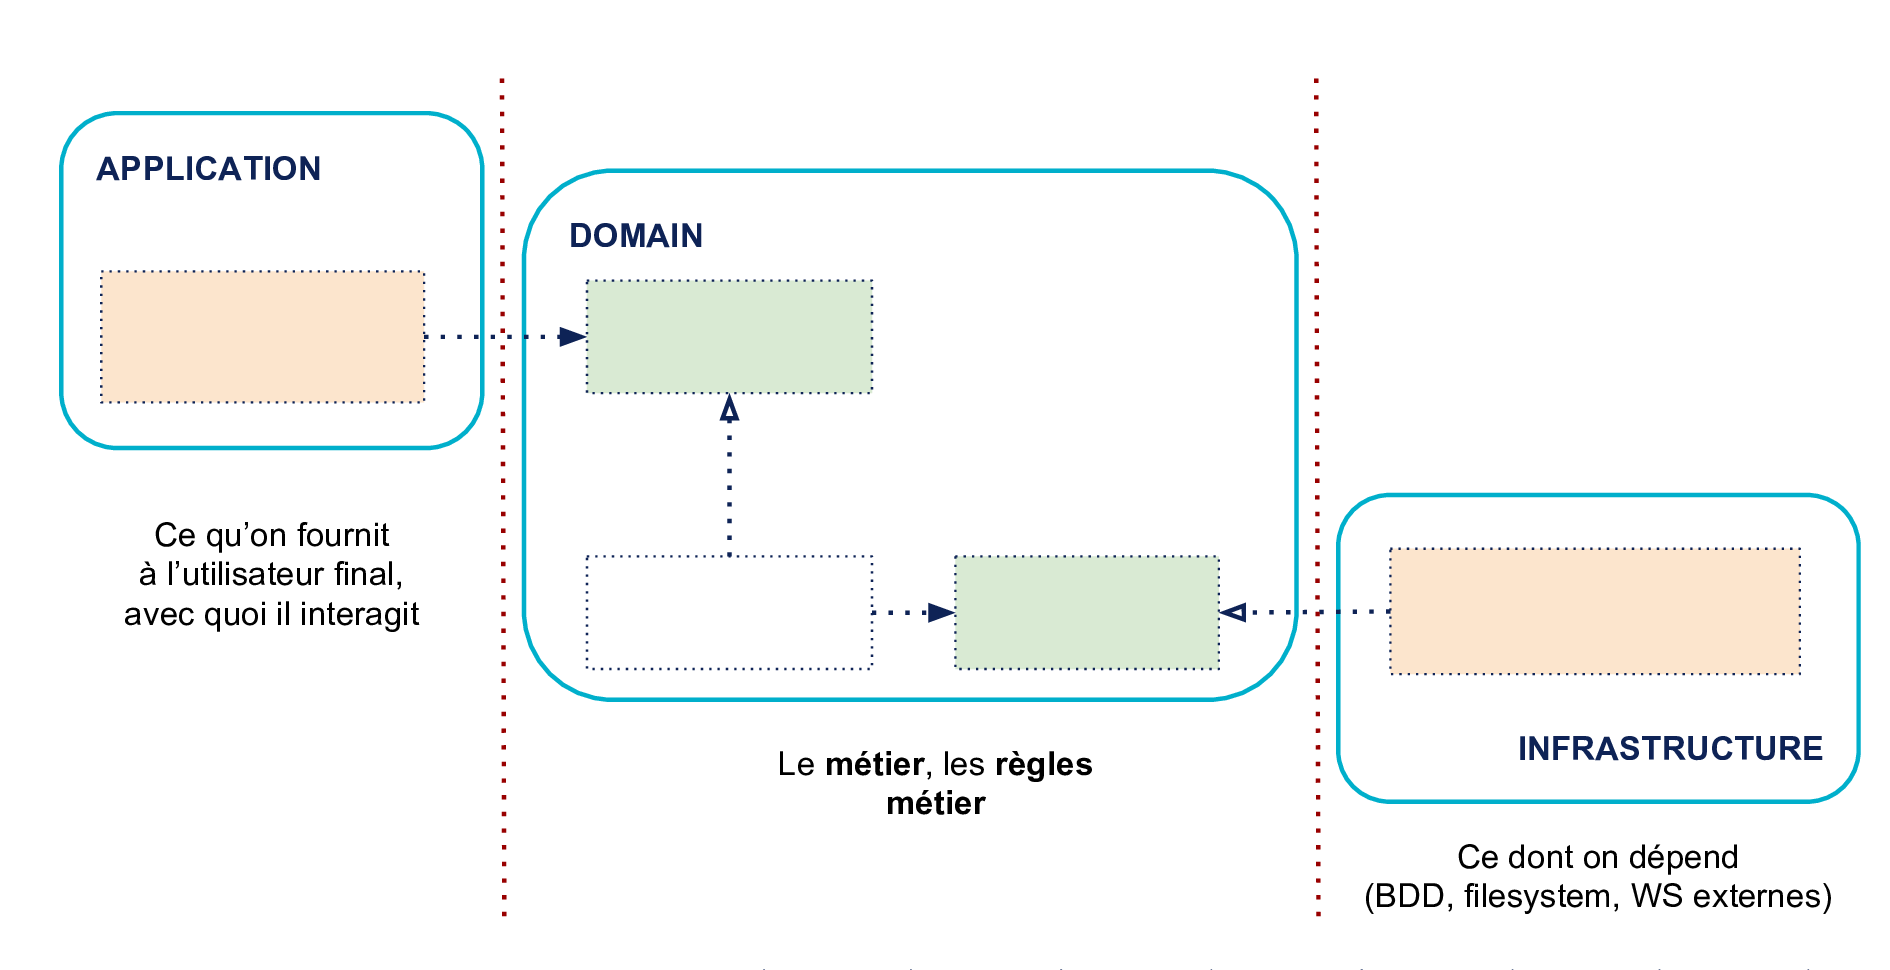 APPLICATION
DOMAIN
Ce qu’on fournit
à l’utilisateur final,
avec quoi il interagit
Le métier, les règles
métier
INFRASTRUCTURE
Ce dont on dépend
(BDD, filesystem, WS externes)